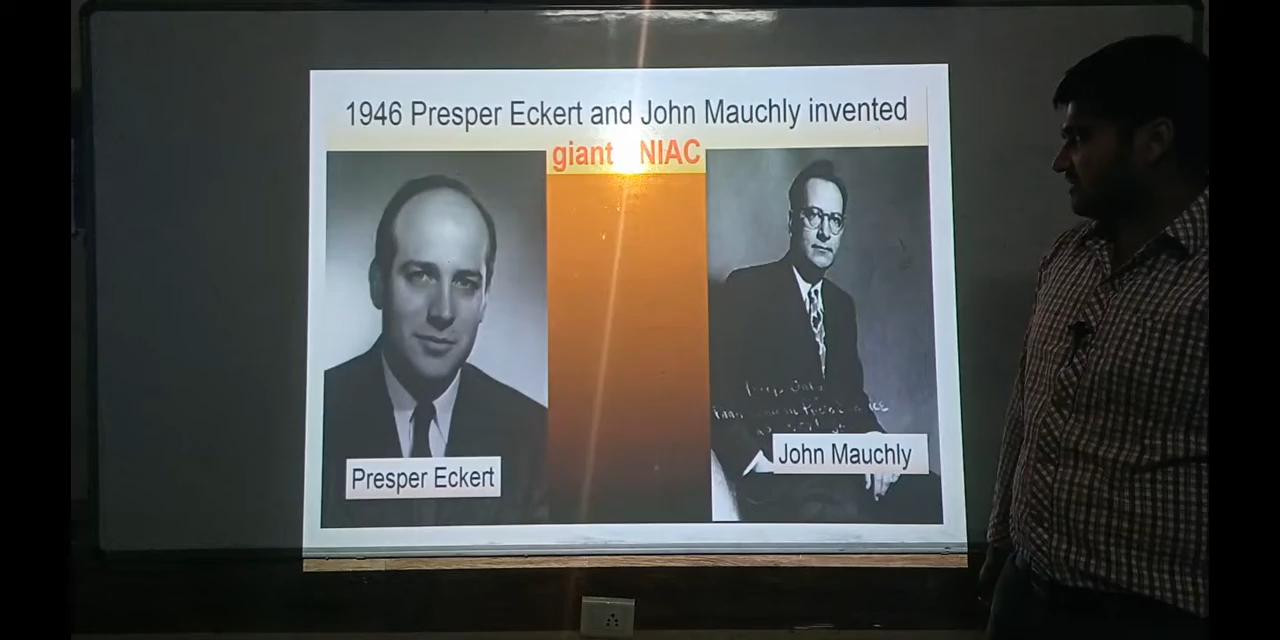 1946 Presper Eckert and John Mauchly invented
giant NIAC
Presper Eckert
John Mauchly